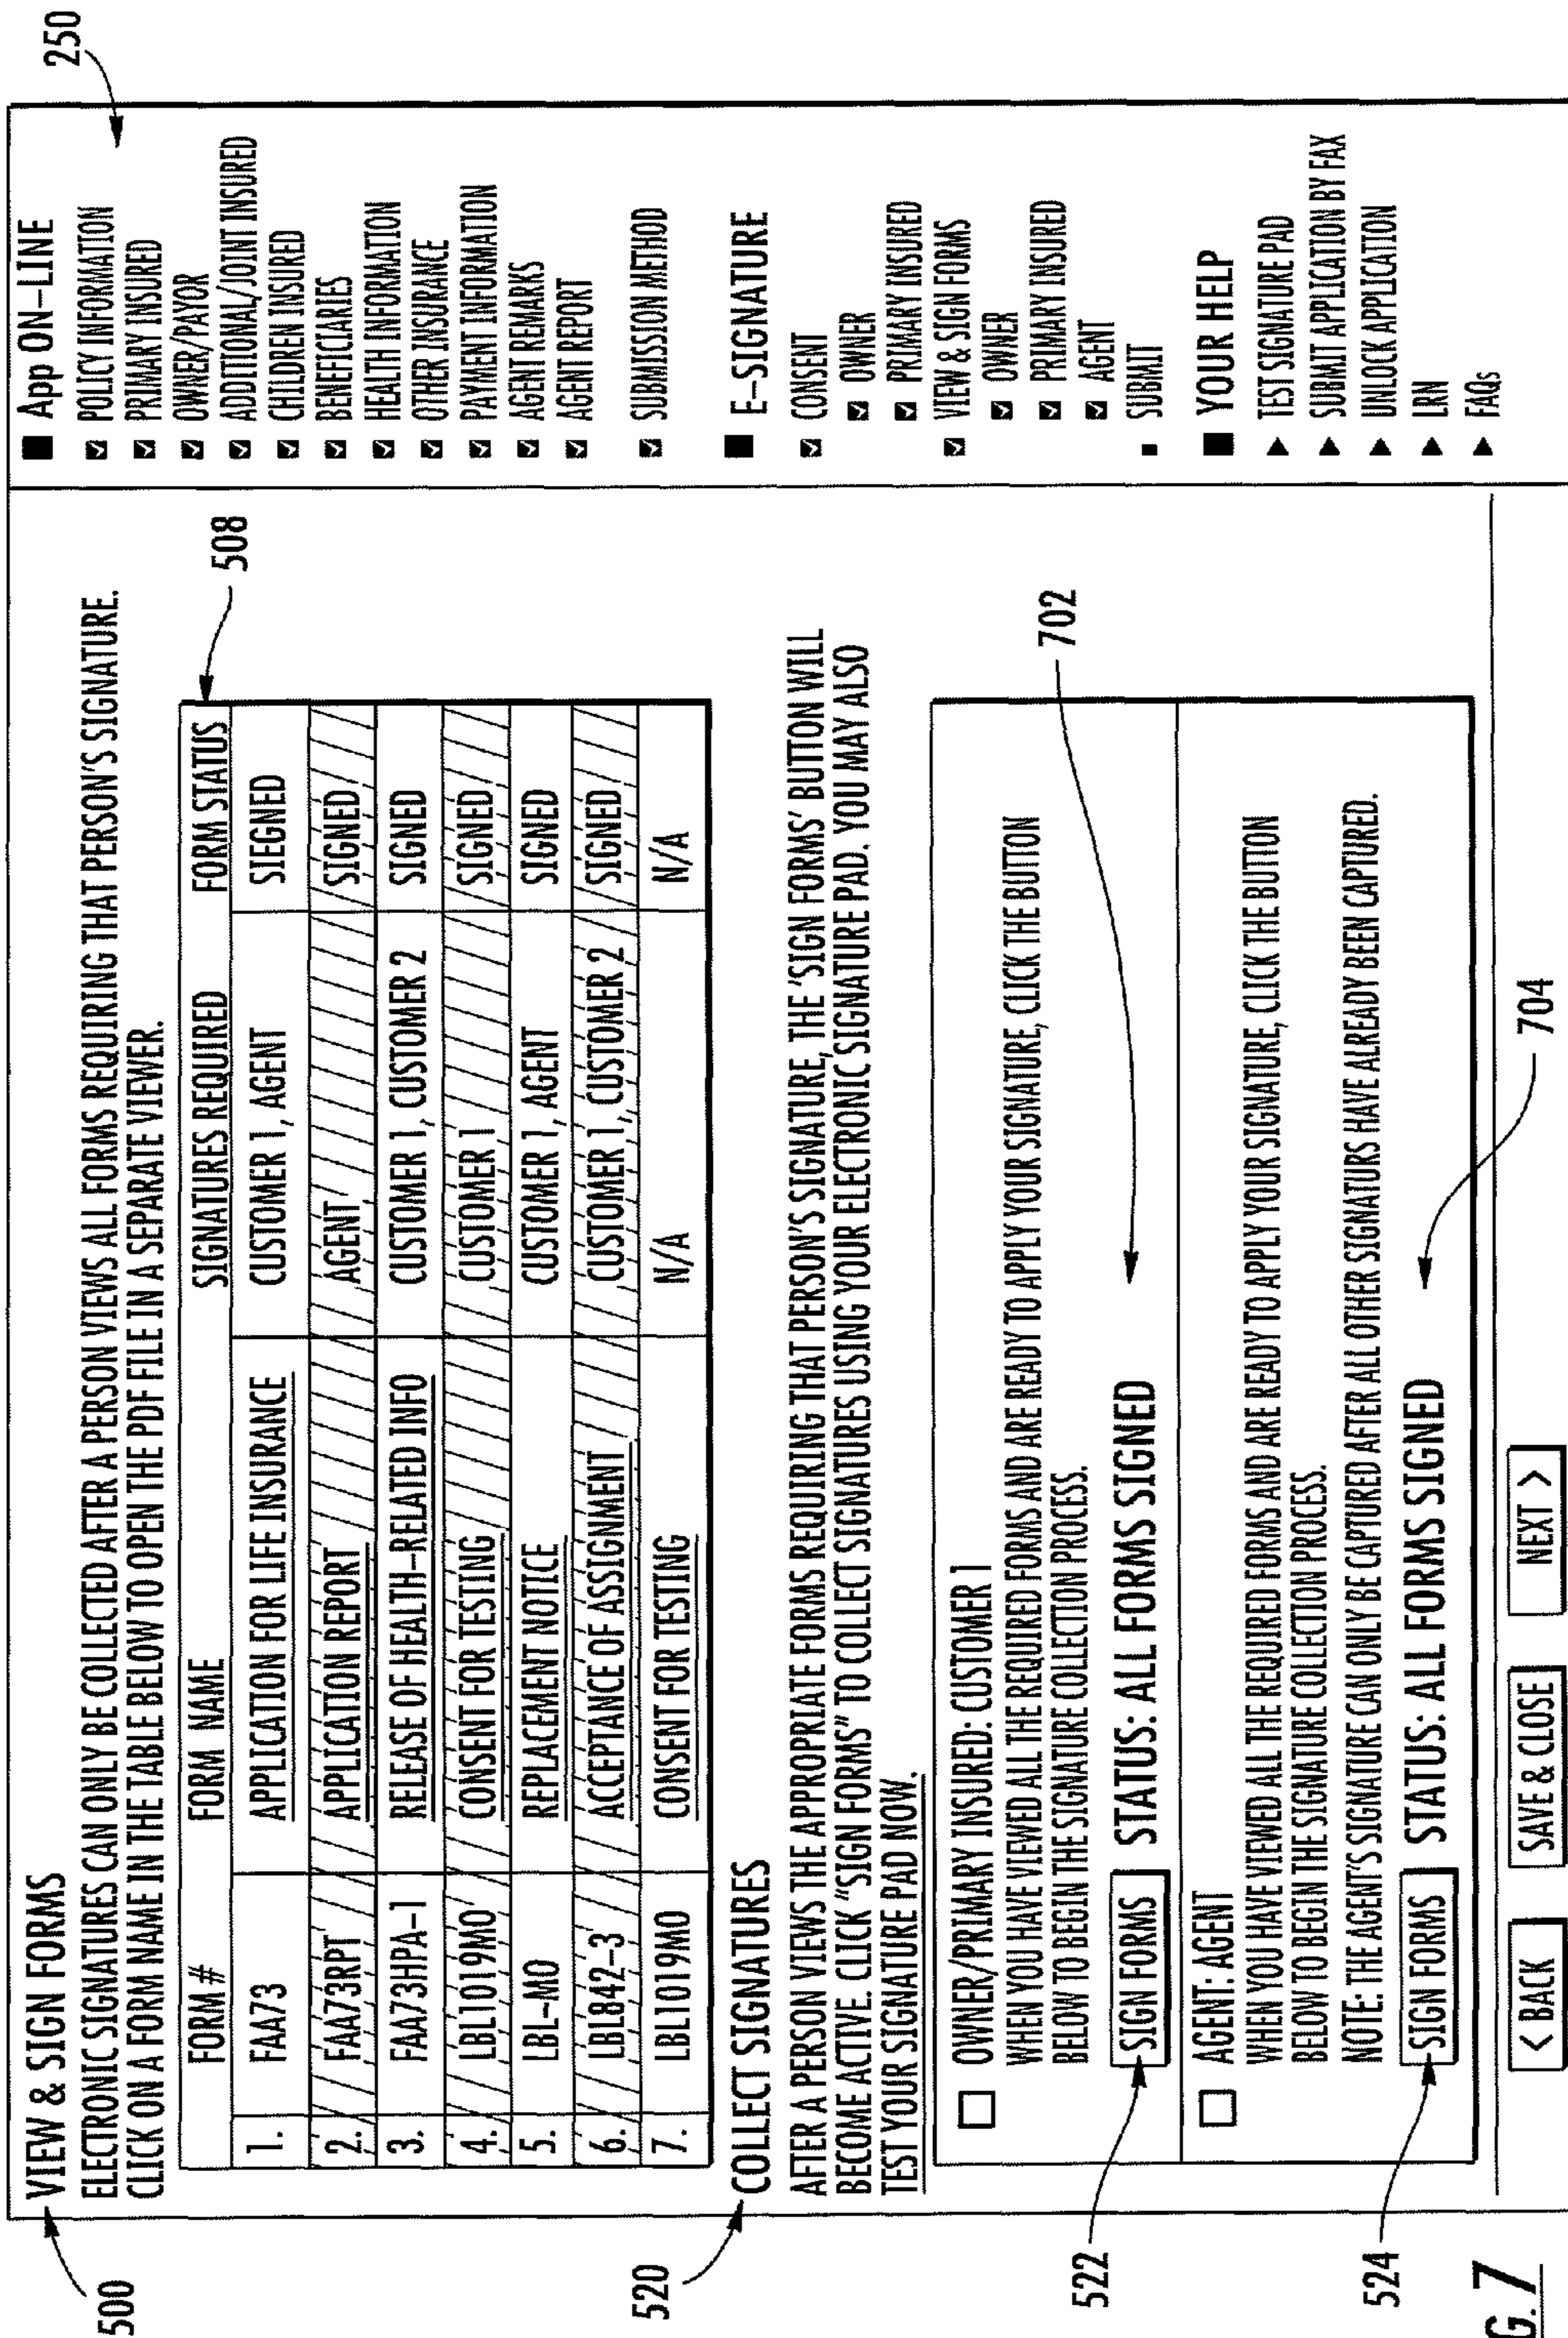 500
VIEW & SIGN FORMS
ELECTRONIC SIGNATURES CAN ONLY BE COLLECTED AFTER A PERSON VIEWS ALL FORMS REQUIRING THAT PERSON'S SIGNATURE.
CLICK ON A FORM NAME IN THE TABLE BELOW TO OPEN THE PDF FILE IN A SEPARATE VIEWER.
FORM # FORM NAME SIGNATURES REQUIRED FORM STATUS
508
1. FAA73 APPLICATION FOR LIFE INSURANCE CUSTOMER 1, AGENT SIEGNED
2. FAA73RPT APPLICATION REPORT AGENT SIGNED
3. FAA73HPA-1 RELEASE OF HEALTH-RELATED INFO CUSTOMER 1, CUSTOMER 2 SIGNED
4. LBL1019MO CONSENT FOR TESTING CUSTOMER 1 SIGNED
5. LBL-MO REPLACEMENT NOTICE CUSTOMER 1, AGENT SIGNED
6. LBL842-3 ACCEPTANCE OF ASSIGNMENT CUSTOMER 1, CUSTOMER 2 SIGNED
7. LBL1019MO CONSENT FOR TESTING N/A N/A
520
COLLECT SIGNATURES
AFTER A PERSON VIEWS THE APPROPRIATE FORMS REQUIRING THAT PERSON'S SIGNATURE, THE 'SIGN FORMS' BUTTON WILL
BECOME ACTIVE. CLICK "SIGN FORMS" TO COLLECT SIGNATURES USING YOUR ELECTRONIC SIGNATURE PAD. YOU MAY ALSO
TEST YOUR SIGNATURE PAD NOW.
OWNER/PRIMARY INSURED: CUSTOMER 1
WHEN YOU HAVE VIEWED ALL THE REQUIRED FORMS AND ARE READY TO APPLY YOUR SIGNATURE, CLICK THE BUTTON
BELOW TO BEGIN THE SIGNATURE COLLECTION PROCESS.
702
522
SIGN FORMS STATUS: ALL FORMS SIGNED
AGENT: AGENT
WHEN YOU HAVE VIEWED ALL THE REQUIRED FORMS AND ARE READY TO APPLY YOUR SIGNATURE, CLICK THE BUTTON
BELOW TO BEGIN THE SIGNATURE COLLECTION PROCESS.
NOTE: THE AGENT'S SIGNATURE CAN ONLY BE CAPTURED AFTER ALL OTHER SIGNATURS HAVE ALREADY BEEN CAPTURED.
524
SIGN FORMS STATUS: ALL FORMS SIGNED
704
< BACK SAVE & CLOSE NEXT >
250
App ON-LINE
POLICY INFORMATION
PRIMARY INSURED
OWNER/PAYOR
ADDITIONAL/JOINT INSURED
CHILDREN INSURED
BENEFICIARIES
HEALTH INFORMATION
OTHER INSURANCE
PAYMENT INFORMATION
AGENT REMARKS
AGENT REPORT
SUBMISSION METHOD
E-SIGNATURE
CONSENT
OWNER
PRIMARY INSURED
VIEW & SIGN FORMS
OWNER
PRIMARY INSURED
AGENT
SUBMIT
YOUR HELP
TEST SIGNATURE PAD
SUBMIT APPLICATION BY FAX
UNLOCK APPLICATION
LRN
FAQs
G. 7